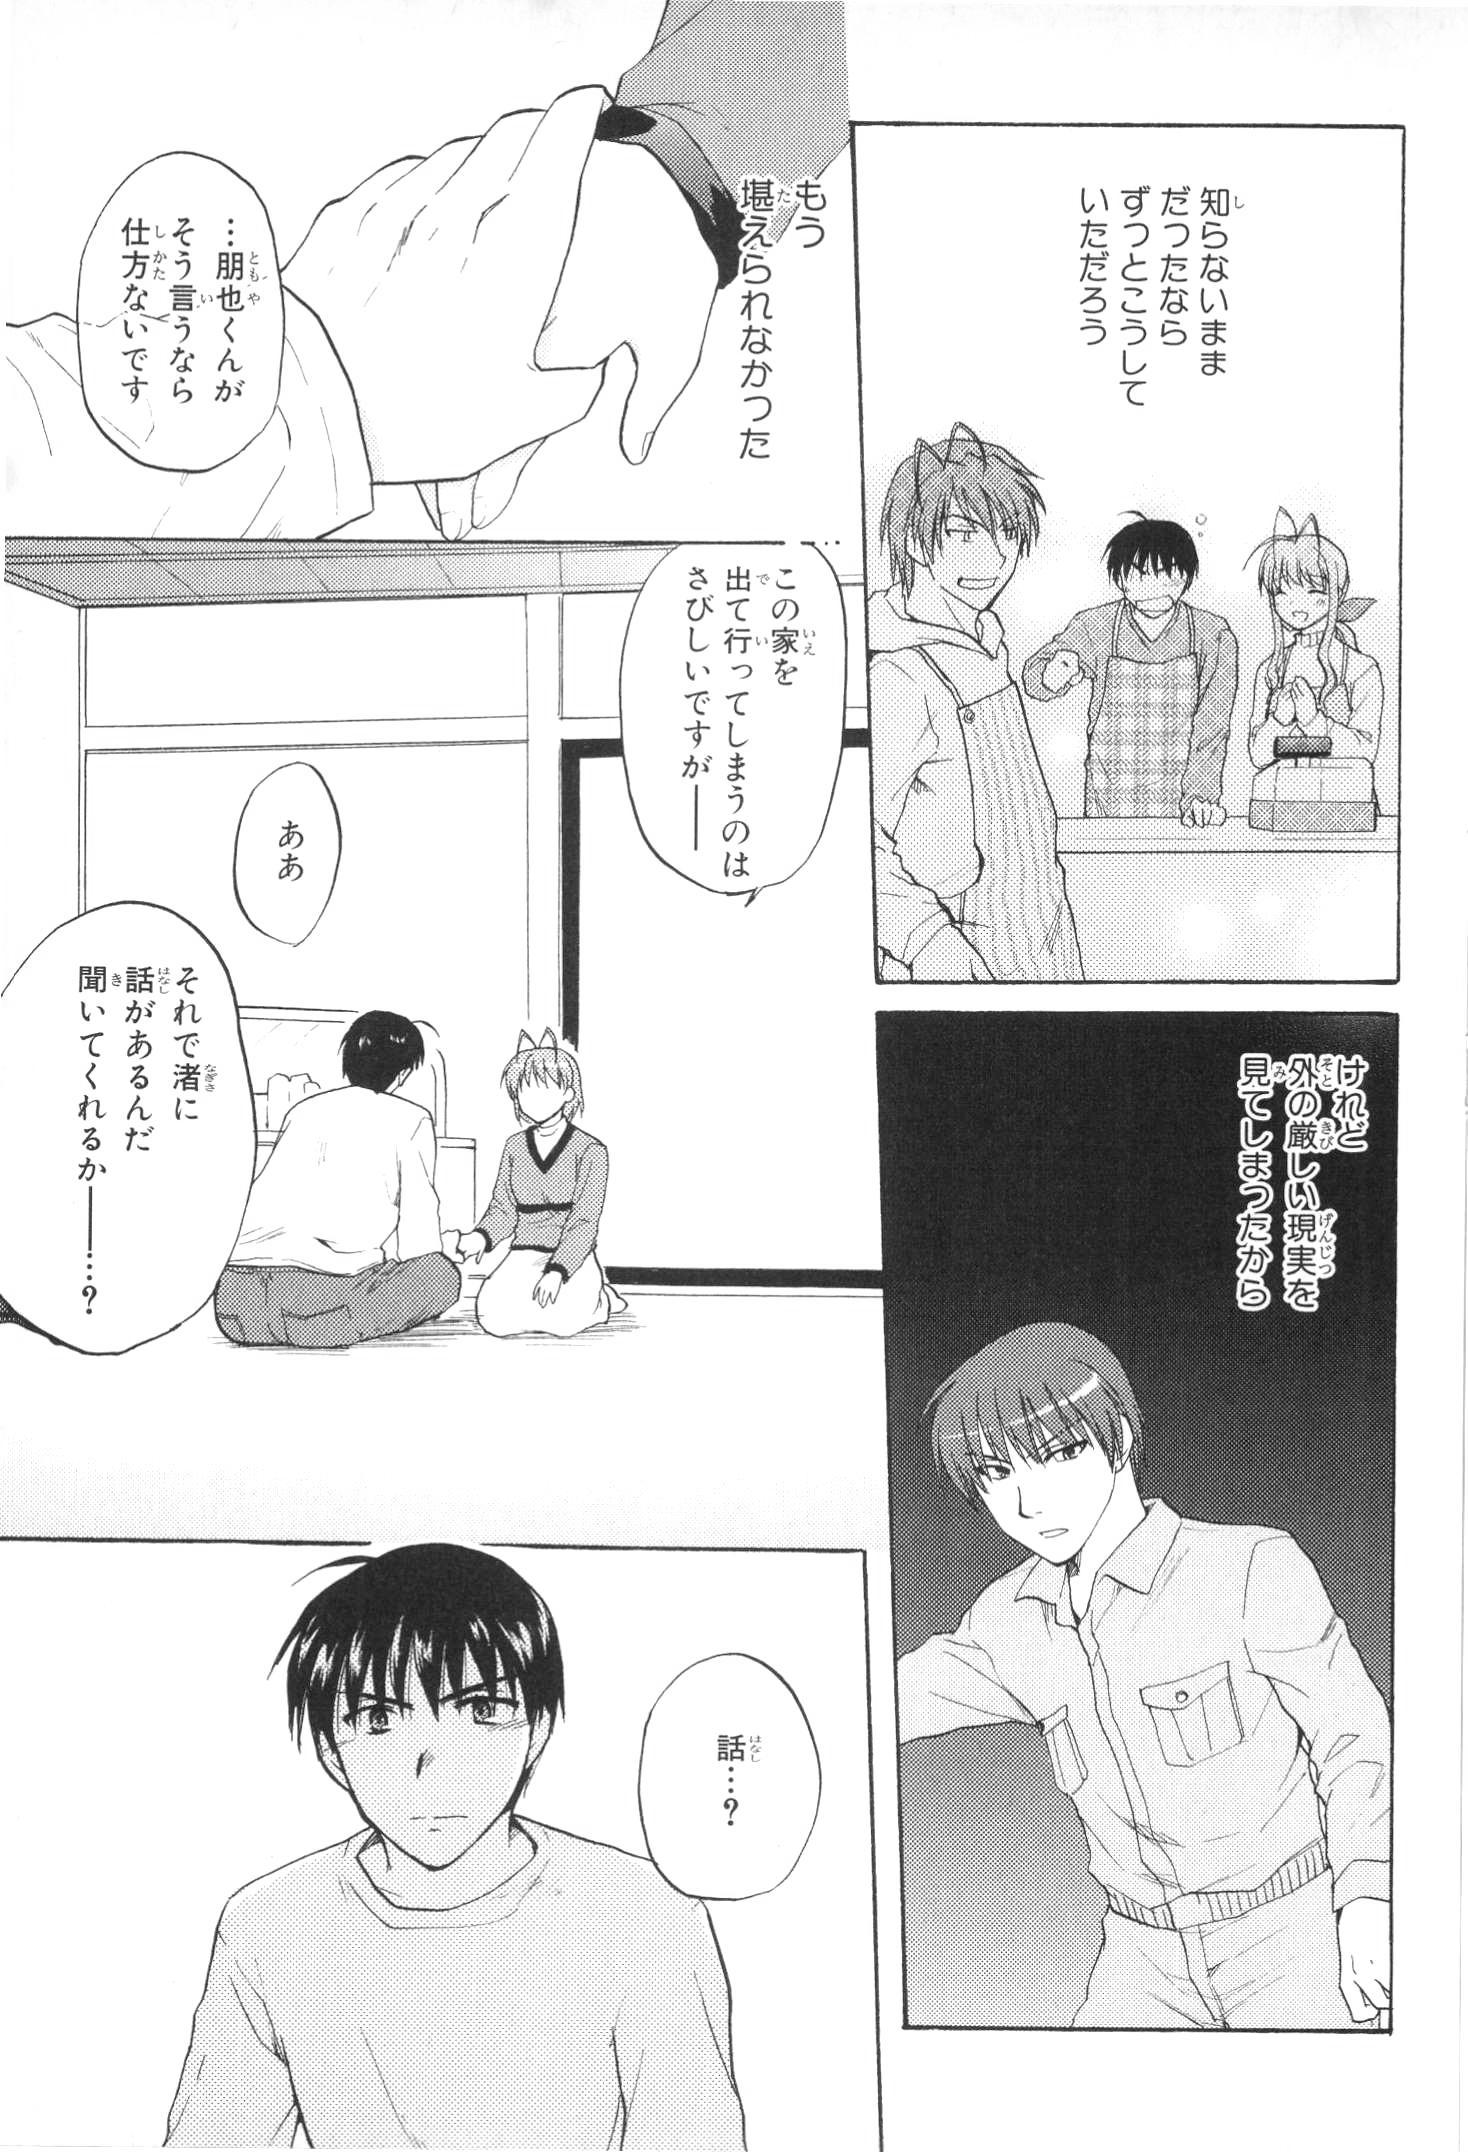 知らないまま
だったなら
ずっとこうして
いただろう
けれど
外の厳しい現実を
見てしまったから
もう
堪えられなかった
…朋也くんが
そう言うなら
仕方ないです
この家を
出て行ってしまうのは
さびしいですが──
ああ
それで渚に
話があるんだ
聞いてくれるか──…？
話…？